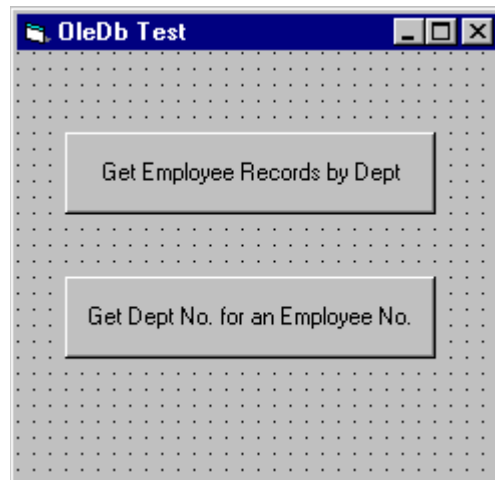 OleDb Test
Get Employee Records by Dept
Get Dept No. for an Employee No.